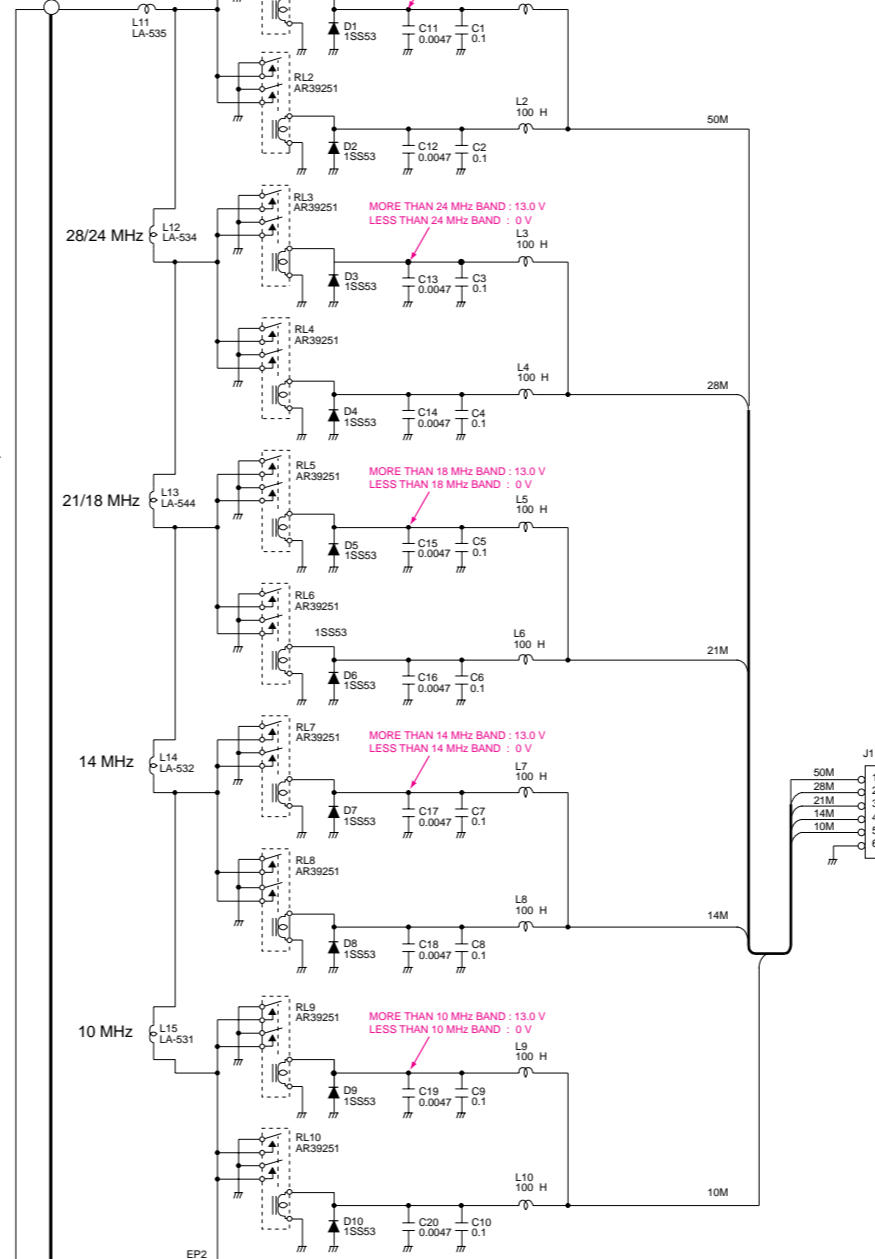 L11
LA-535
D1
1SS53
C11
0.0047
C1
0.1
RL2
AR39251
L2
100 H
50M
D2
1SS53
C12
0.0047
C2
0.1
RL3
AR39251
MORE THAN 24 MHz BAND : 13.0 V
LESS THAN 24 MHz BAND : 0 V
28/24 MHz
L12
LA-534
L3
100 H
D3
1SS53
C13
0.0047
C3
0.1
RL4
AR39251
L4
100 H
28M
D4
1SS53
C14
0.0047
C4
0.1
RL5
AR39251
MORE THAN 18 MHz BAND : 13.0 V
LESS THAN 18 MHz BAND : 0 V
21/18 MHz
L13
LA-544
L5
100 H
D5
1SS53
C15
0.0047
C5
0.1
RL6
AR39251
1SS53
L6
100 H
21M
D6
1SS53
C16
0.0047
C6
0.1
RL7
AR39251
MORE THAN 14 MHz BAND : 13.0 V
LESS THAN 14 MHz BAND : 0 V
14 MHz
L14
LA-532
L7
100 H
D7
1SS53
C17
0.0047
C7
0.1
J1
50M 1
28M 2
21M 3
14M 4
10M 5
6
RL8
AR39251
L8
100 H
14M
D8
1SS53
C18
0.0047
C8
0.1
RL9
AR39251
MORE THAN 10 MHz BAND : 13.0 V
LESS THAN 10 MHz BAND : 0 V
10 MHz
L15
LA-531
L9
100 H
D9
1SS53
C19
0.0047
C9
0.1
RL10
AR39251
L10
100 H
10M
D10
1SS53
C20
0.0047
C10
0.1
EP2